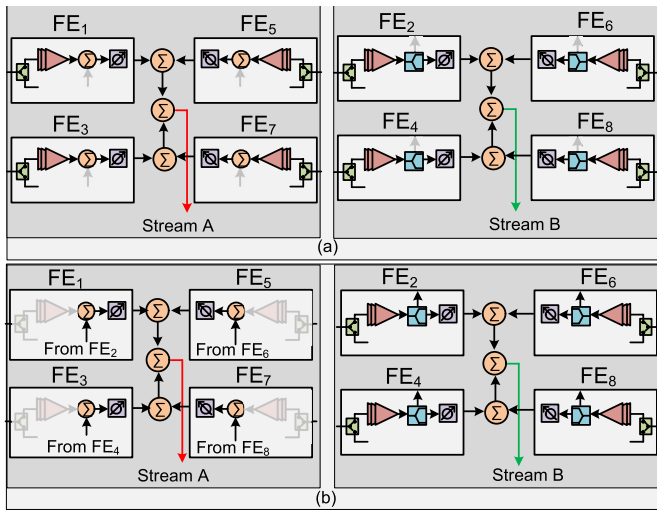 FE₁ FE₅ FE₂ FE₆
Σ Σ Σ Σ Σ
Σ Σ
FE₃ FE₇ FE₄ FE₈
Σ Σ Σ Σ
Stream A Stream B
(a)
FE₁ FE₅ FE₂ FE₆
Σ Σ Σ Σ Σ
From FE₂ From FE₆
Σ Σ
FE₃ FE₇ FE₄ FE₈
Σ Σ Σ Σ
From FE₄ From FE₈
Stream A Stream B
(b)